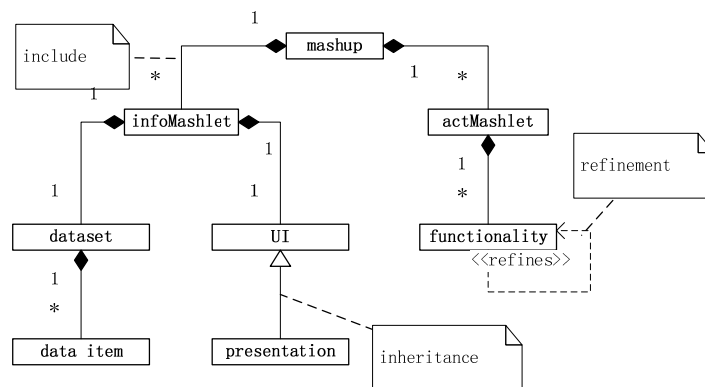 1
mashup
include
*
1
*
1
infoMashlet
actMashlet
1
1
refinement
1
1
*
dataset
UI
functionality
<<refines>>
1
*
data item
presentation
inheritance